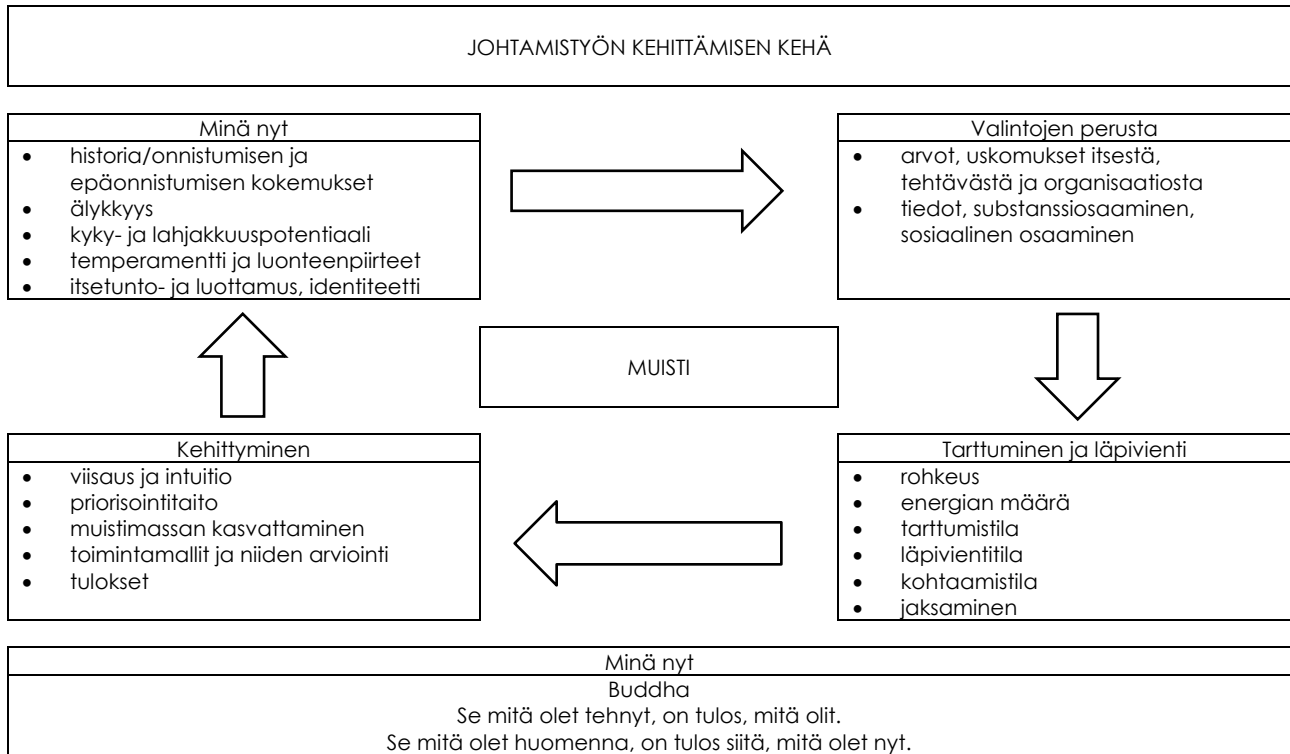 JOHTAMISTYÖN KEHITTÄMISEN KEHÄ
Minä nyt
• historia/onnistumisen ja
epäonnistumisen kokemukset
• älykkyys
• kyky- ja lahjakkuuspotentiaali
• temperamentti ja luonteenpiirteet
• itsetunto- ja luottamus, identiteetti
Valintojen perusta
• arvot, uskomukset itsestä,
tehtävästä ja organisaatiosta
• tiedot, substanssiosaaminen,
sosiaalinen osaaminen
MUISTI
Kehittyminen
• viisaus ja intuitio
• priorisointitaito
• muistimassan kasvattaminen
• toimintamallit ja niiden arviointi
• tulokset
Tarttuminen ja läpivienti
• rohkeus
• energian määrä
• tarttumistila
• läpivientitila
• kohtaamistila
• jaksaminen
Minä nyt
Buddha
Se mitä olet tehnyt, on tulos, mitä olit.
Se mitä olet huomenna, on tulos siitä, mitä olet nyt.